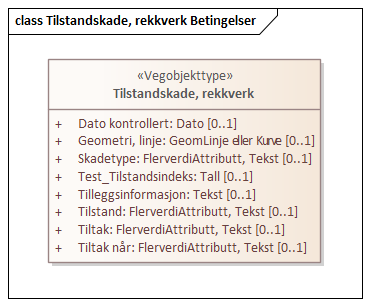 class Tilstandskade, rekkverk Betingelser
«Vegobjekttype»
Tilstandskade, rekkverk
+ Dato kontrollert: Dato [0..1]
+ Geometri, linje: GeomLinje eller Kurve [0..1]
+ Skadetype: FlerverdiAttributt, Tekst [0..1]
+ Test_Tilstandsindeks: Tall [0..1]
+ Tilleggsinformasjon: Tekst [0..1]
+ Tilstand: FlerverdiAttributt, Tekst [0..1]
+ Tiltak: FlerverdiAttributt, Tekst [0..1]
+ Tiltak når: FlerverdiAttributt, Tekst [0..1]